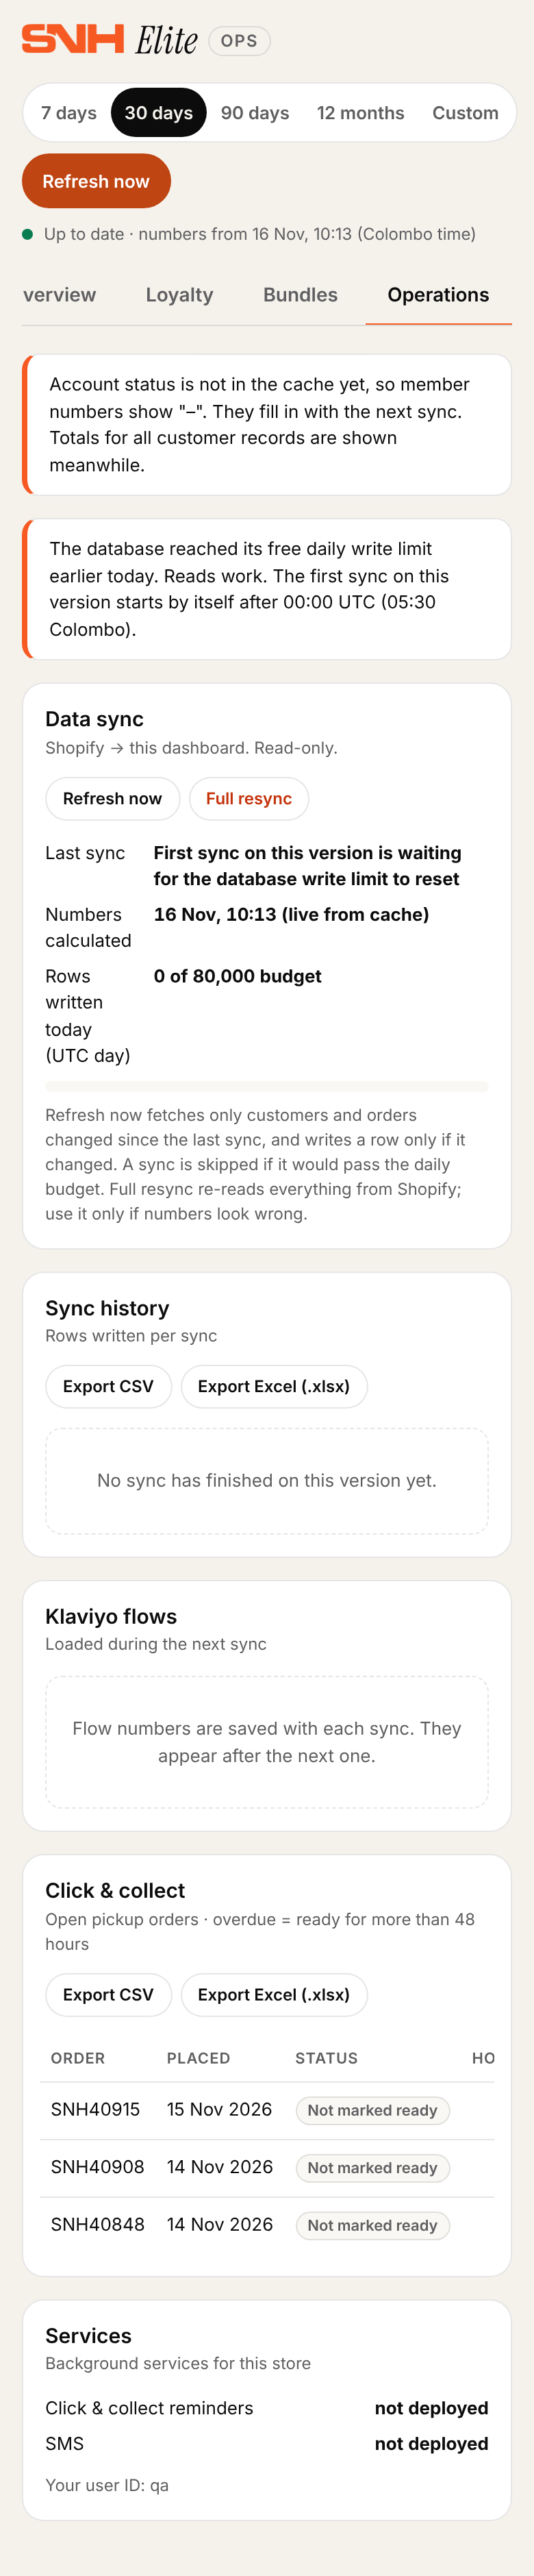 SNH Elite OPS
7 days 30 days 90 days 12 months Custom
Refresh now
Up to date · numbers from 16 Nov, 10:13 (Colombo time)
verview Loyalty Bundles Operations
Account status is not in the cache yet, so member
numbers show "–". They fill in with the next sync.
Totals for all customer records are shown
meanwhile.
The database reached its free daily write limit
earlier today. Reads work. The first sync on this
version starts by itself after 00:00 UTC (05:30
Colombo).
Data sync
Shopify → this dashboard. Read-only.
Refresh now Full resync
Last sync First sync on this version is waiting
for the database write limit to reset
Numbers 16 Nov, 10:13 (live from cache)
calculated
Rows 0 of 80,000 budget
written
today
(UTC day)
Refresh now fetches only customers and orders
changed since the last sync, and writes a row only if it
changed. A sync is skipped if it would pass the daily
budget. Full resync re-reads everything from Shopify;
use it only if numbers look wrong.
Sync history
Rows written per sync
Export CSV Export Excel (.xlsx)
No sync has finished on this version yet.
Klaviyo flows
Loaded during the next sync
Flow numbers are saved with each sync. They
appear after the next one.
Click & collect
Open pickup orders · overdue = ready for more than 48
hours
Export CSV Export Excel (.xlsx)
ORDER PLACED STATUS HO
SNH40915 15 Nov 2026 Not marked ready
SNH40908 14 Nov 2026 Not marked ready
SNH40848 14 Nov 2026 Not marked ready
Services
Background services for this store
Click & collect reminders not deployed
SMS not deployed
Your user ID: qa